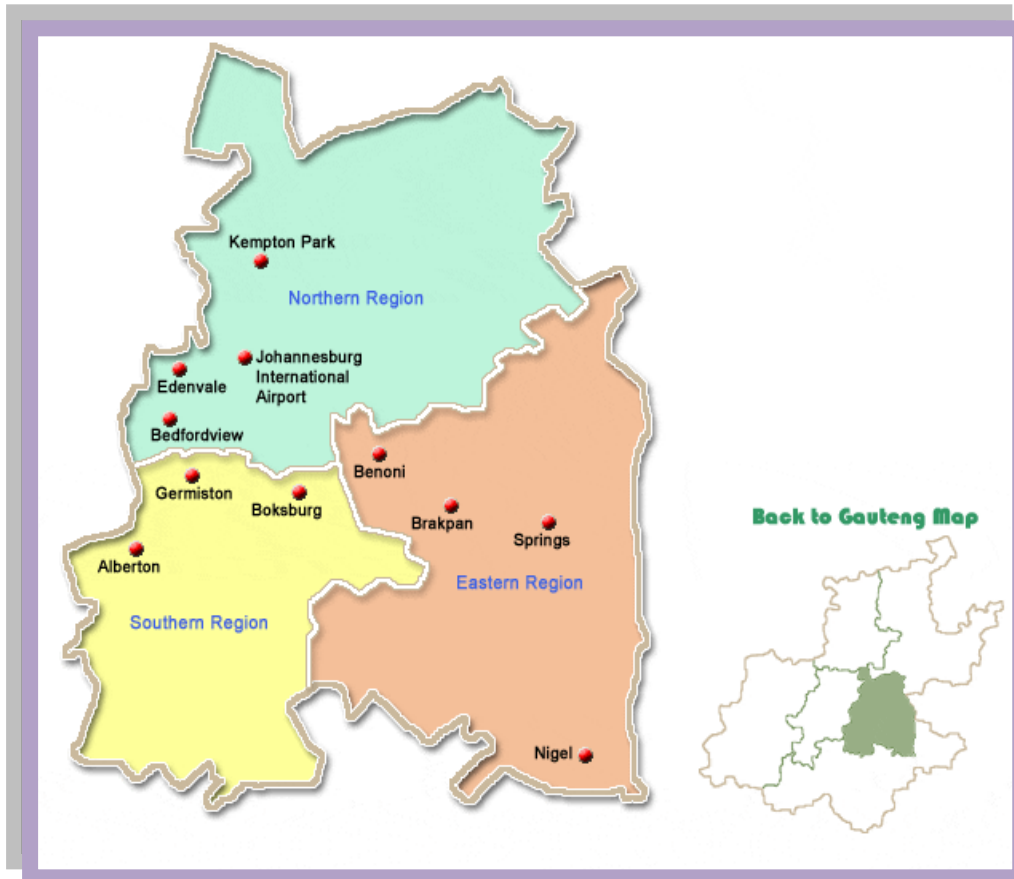 Kempton Park
Northern Region
Johannesburg
International
Airport
Edenvale
Bedfordview
Benoni
Germiston
Boksburg
Brakpan
Springs
Back to Gauteng Map
Alberton
Eastern Region
Southern Region
Nigel